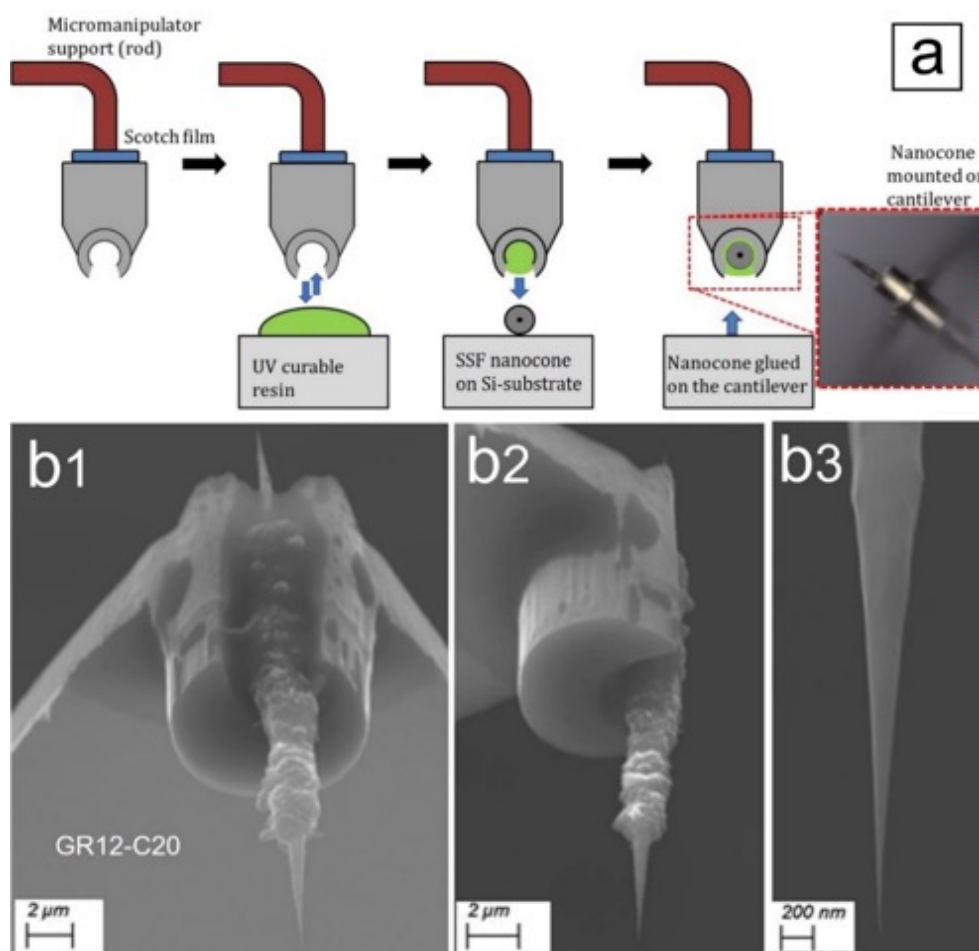 Micromanipulator
support (rod)
a
Scotch film
Nanocone
mounted on
cantilever
UV curable
resin
SSF nanocone
on Si-substrate
Nanocone glued
on the cantilever
b1
b2
b3
GR12-C20
2 µm
2 µm
200 nm